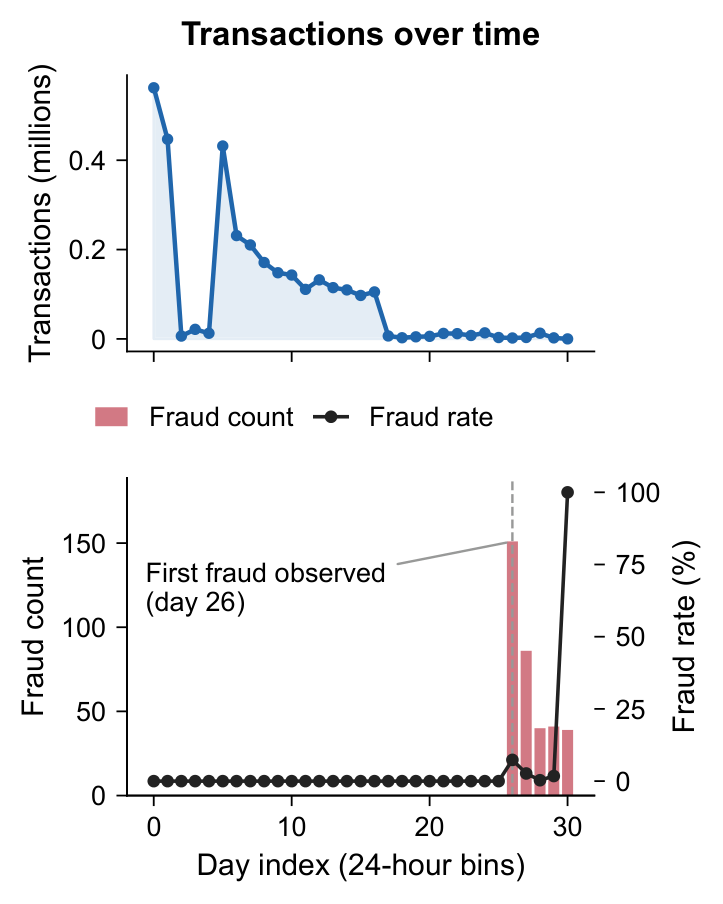 Transactions over time
Transactions (millions)
0.4
0.2
0
Fraud count
Fraud rate
First fraud observed
(day 26)
Fraud count
150
100
50
0
100
75
50
25
0
Fraud rate (%)
0
10
20
30
Day index (24-hour bins)